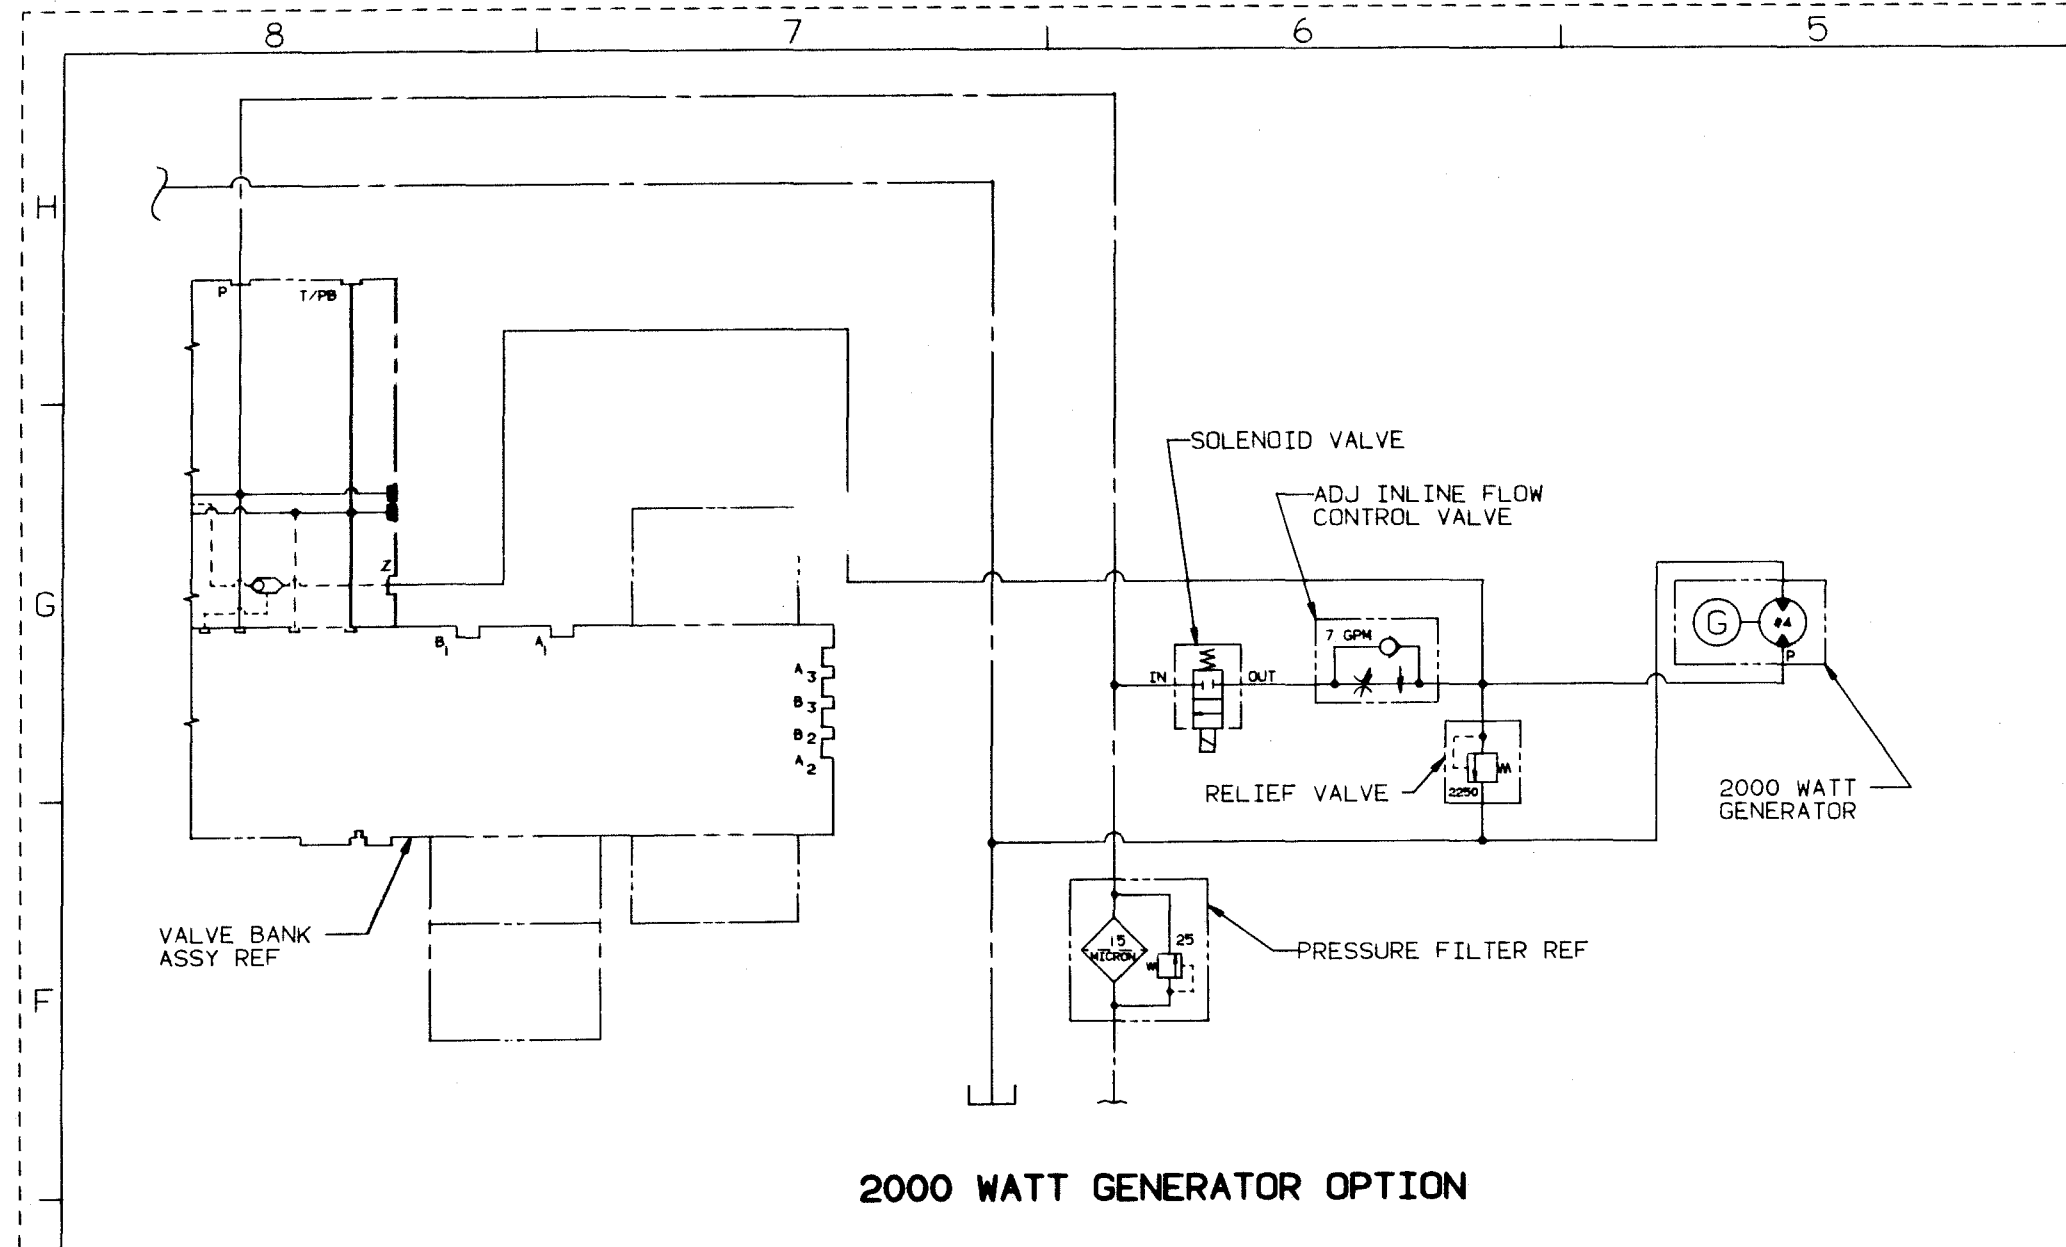 8 7 6 5
H
P T/PB
SOLENOID VALVE
ADJ INLINE FLOW
CONTROL VALVE
Z
G
7 GPM
G
B1 A1
P
A3
IN OUT
B3
B2
A2
RELIEF VALVE
2250
2000 WATT
GENERATOR
VALVE BANK
ASSY REF
15
MICRON
25
PRESSURE FILTER REF
F
2000 WATT GENERATOR OPTION